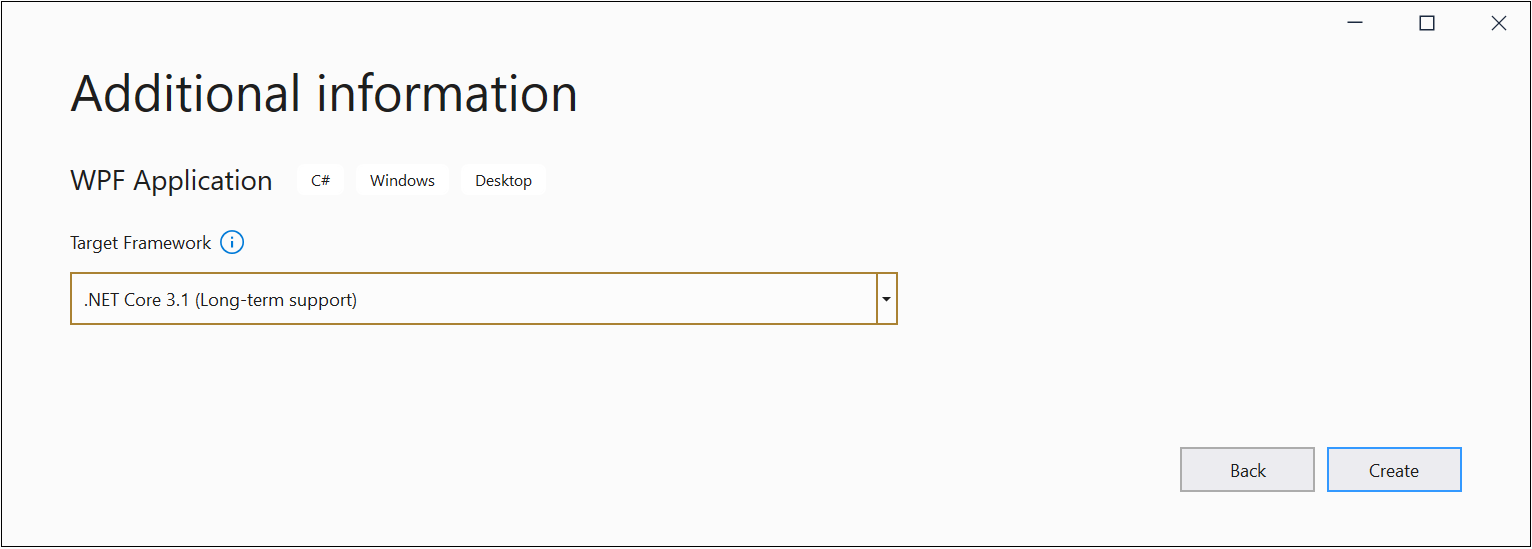 Additional information
WPF Application C# Windows Desktop
Target Framework
.NET Core 3.1 (Long-term support)
Back Create